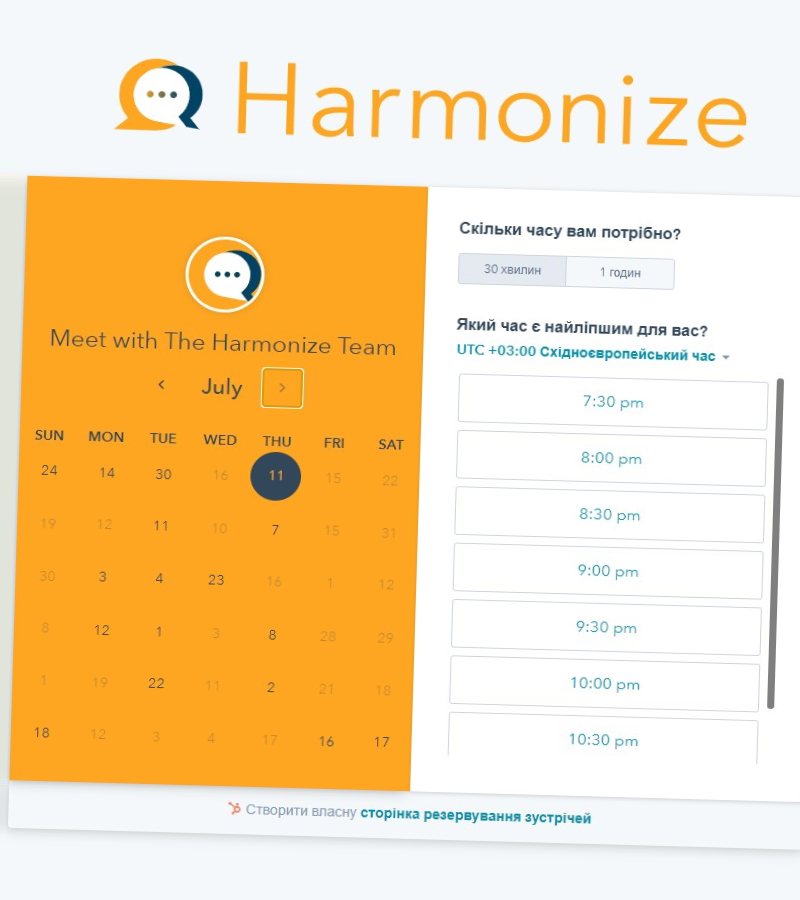 Harmonize
Meet with The Harmonize Team
July
SUN MON TUE WED THU FRI SAT
24 14 30 16 11 15 22
19 12 11 10 7 15 31
30 3 4 23 16 1 12
8 12 1 3 8 28 29
1 19 22 11 2 21 18
18 12 3 4 17 16 17
Скільки часу вам потрібно?
30 хвилин 1 годин
Який час є найліпшим для вас?
UTC +03:00 Східноєвропейський час
7:30 pm
8:00 pm
8:30 pm
9:00 pm
9:30 pm
10:00 pm
10:30 pm
Створити власну сторінка резервування зустрічей